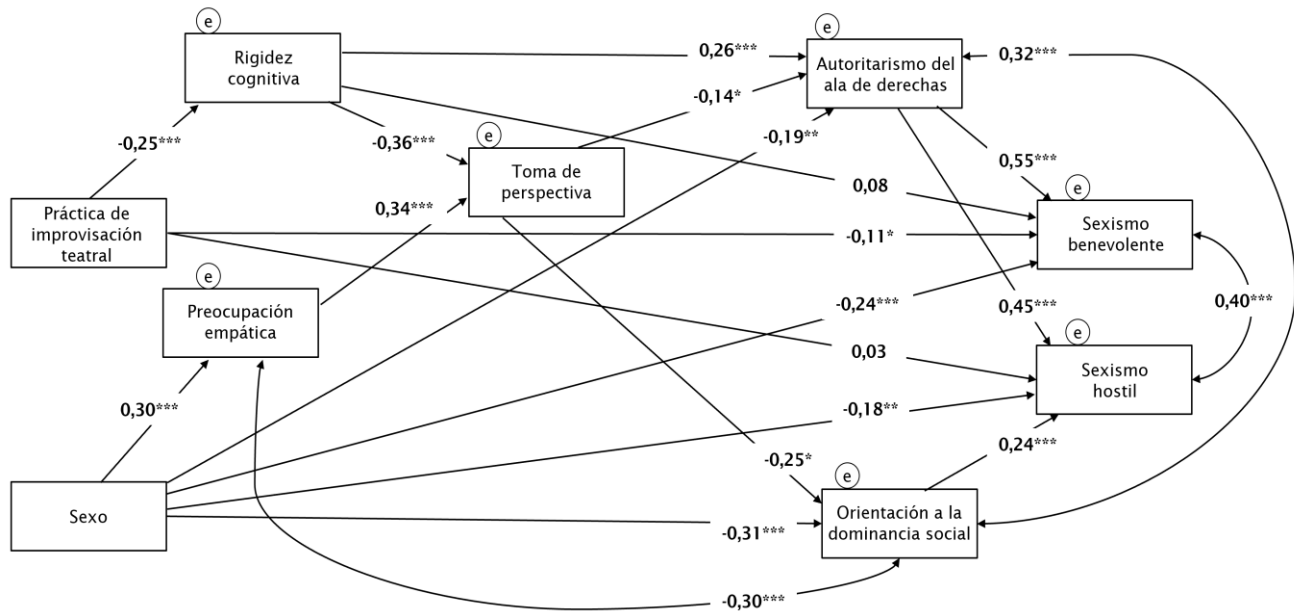 e
Rigidez
cognitiva
0,26***
e
Autoritarismo del
ala de derechas
0,32***
-0,14*
-0,25***
-0,36***
e
Toma de
perspectiva
-0,19**
0,55***
Práctica de
improvisación
teatral
0,34***
0,08
e
Sexismo
benevolente
-0,11*
e
Preocupación
empática
-0,24***
0,45***
0,40***
e
Sexismo
hostil
0,03
0,30***
-0,18**
0,24***
-0,25*
e
Sexo
Orientación a la
dominancia social
-0,31***
-0,30***